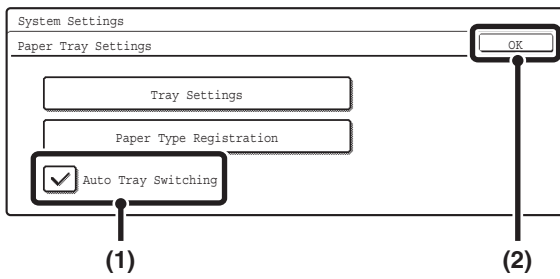 System Settings
Paper Tray Settings
OK
Tray Settings
Paper Type Registration
Auto Tray Switching
(1)
(2)